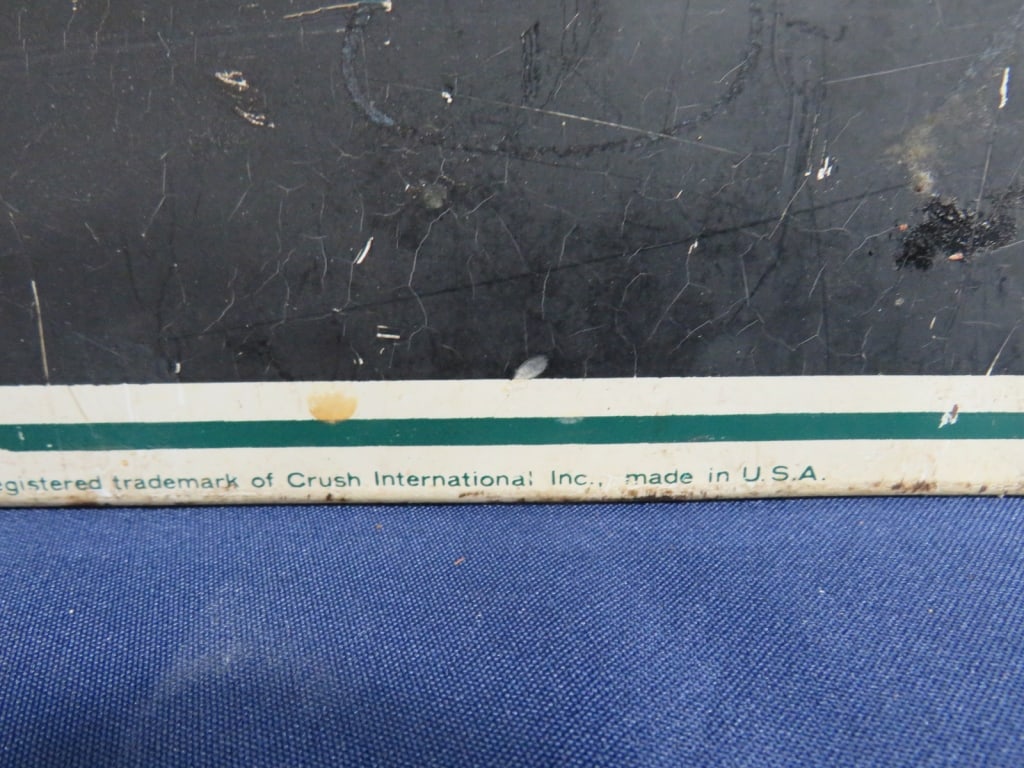 egistered trademark of Crush International Inc., made in U.S.A.